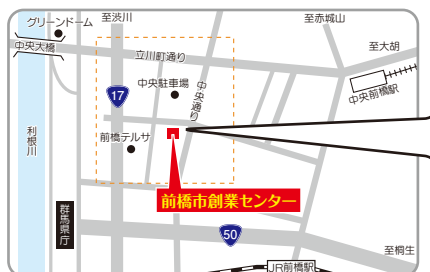 至渋川
至赤城山
グリーンドーム
中央大橋
立川町通り
至大胡
17
中央駐車場
中央通り
中央前橋駅
利根川
前橋テルサ
前橋市創業センター
群馬県庁
50
至桐生
JR前橋駅